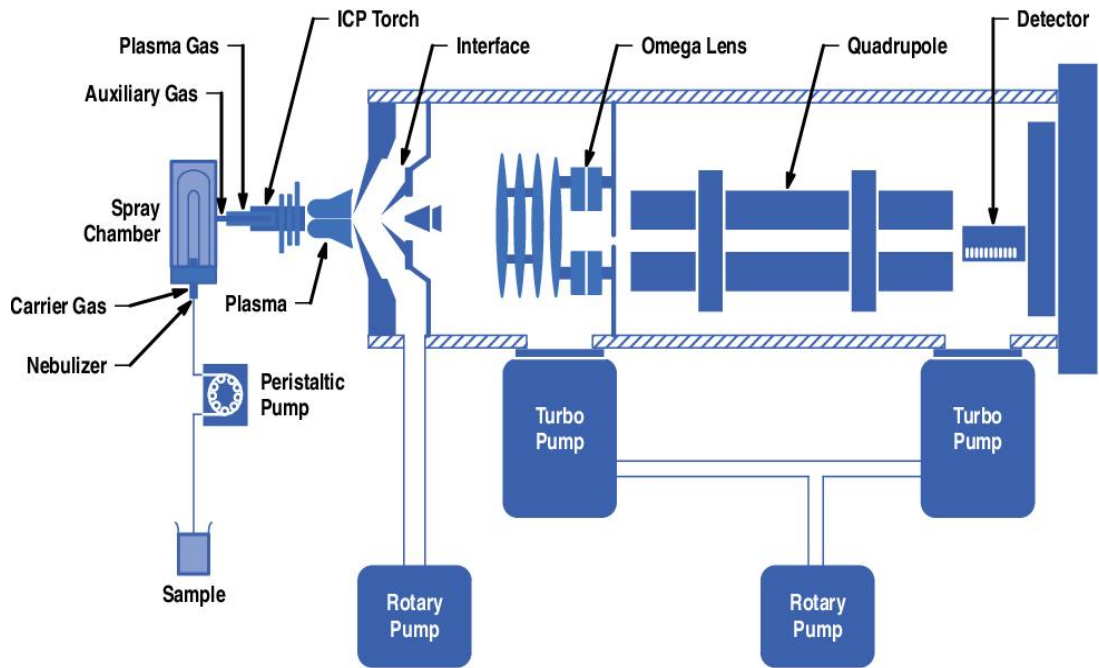 ICP Torch
Plasma Gas
Auxiliary Gas
Interface
Omega Lens
Quadrupole
Detector
Spray
Chamber
Carrier Gas
Plasma
Nebulizer
Peristaltic
Pump
Sample
Turbo
Pump
Turbo
Pump
Rotary
Pump
Rotary
Pump